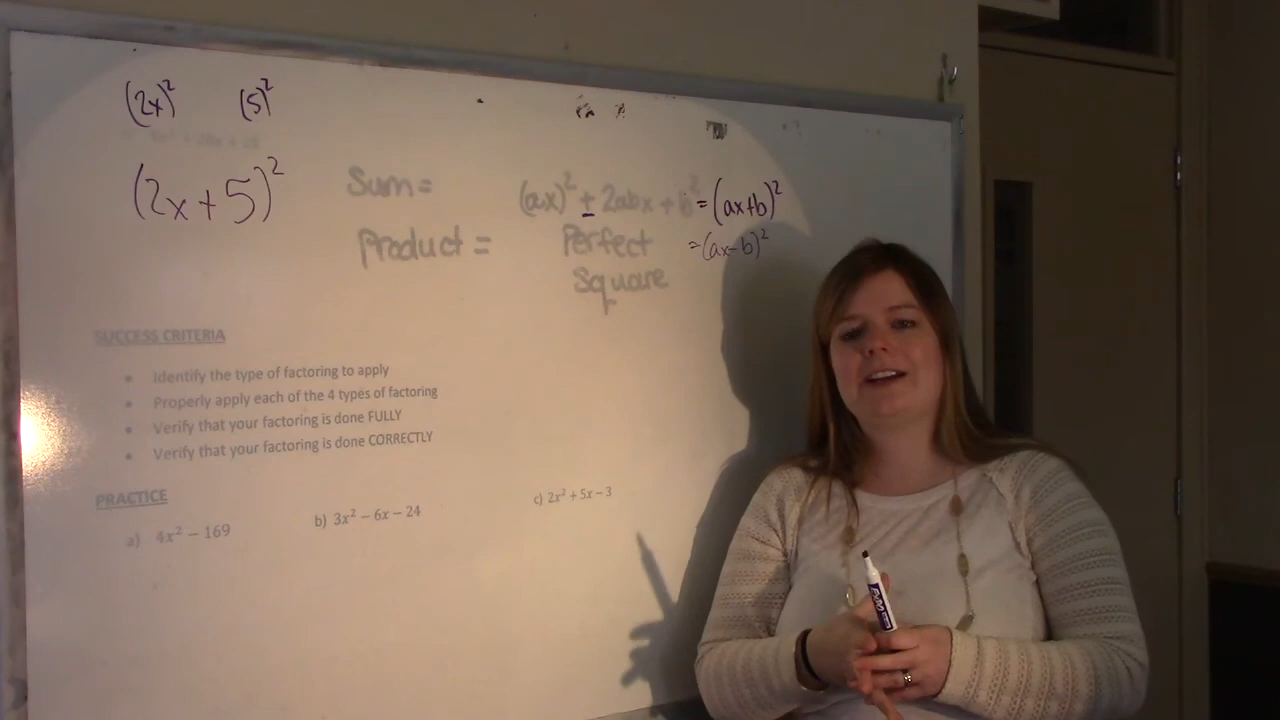 (2x)² (5)²
(2x+5)²
Sum=
Product =
(ax)² ± 2abx + b² = (ax+b)²
= (ax-b)²
Perfect
Square
SUCCESS CRITERIA
• Identify the type of factoring to apply
• Properly apply each of the 4 types of factoring
• Verify that your factoring is done FULLY
• Verify that your factoring is done CORRECTLY
PRACTICE
a) 4x² – 169
b) 3x² – 6x – 24
c) 2x² + 5x – 3